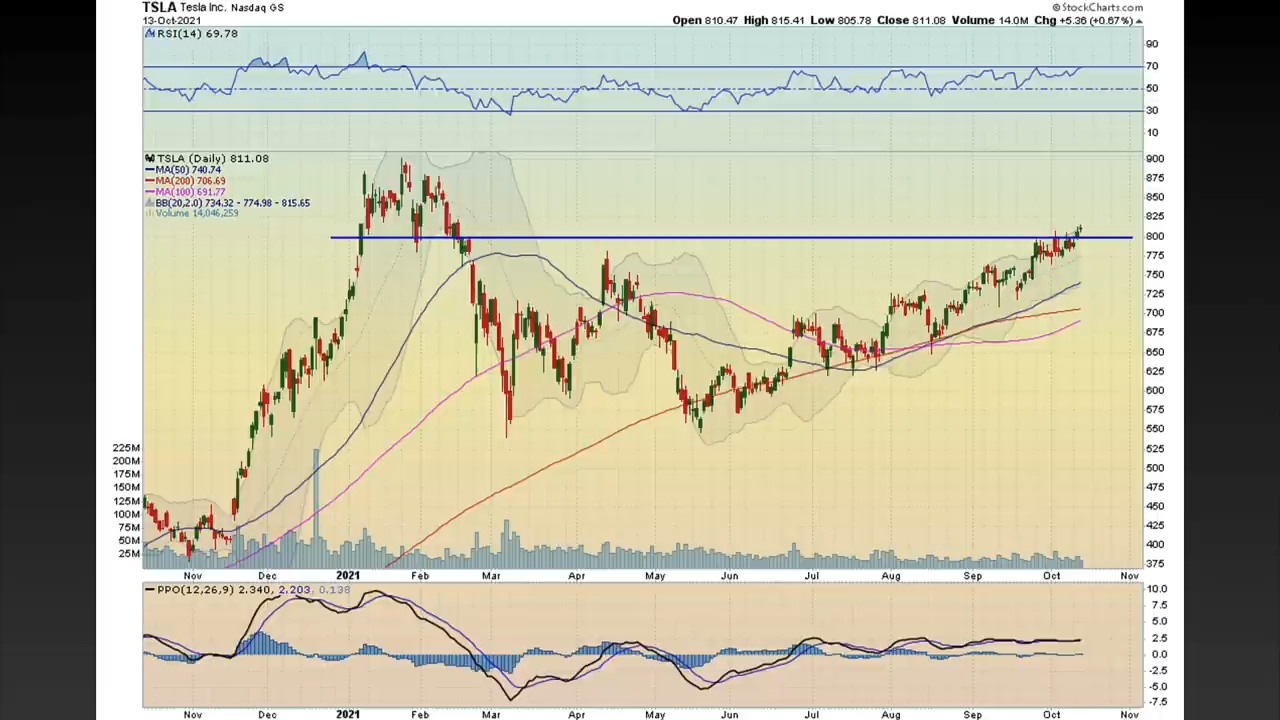 TSLA Tesla Inc. Nasdaq GS
© StockCharts.com
13-Oct-2021
Open 810.47 High 815.41 Low 805.78 Close 811.08 Volume 14.0M Chg +5.36 (+0.67%)
RSI(14) 69.78
90
70
50
30
10
TSLA (Daily) 811.08
MA(50) 740.74
MA(200) 706.69
MA(100) 691.77
BB(20,2.0) 734.32 - 774.98 - 815.65
Volume 14,046,259
900
875
850
825
800
775
750
725
700
675
650
625
600
575
550
525
500
475
450
425
400
375
225M
200M
175M
150M
125M
100M
75M
50M
25M
Nov Dec 2021 Feb Mar Apr May Jun Jul Aug Sep Oct Nov
PPO(12,26,9) 2.340, 2.203, 0.138
10.0
7.5
5.0
2.5
0.0
-2.5
-5.0
-7.5
Nov Dec 2021 Feb Mar Apr May Jun Jul Aug Sep Oct Nov